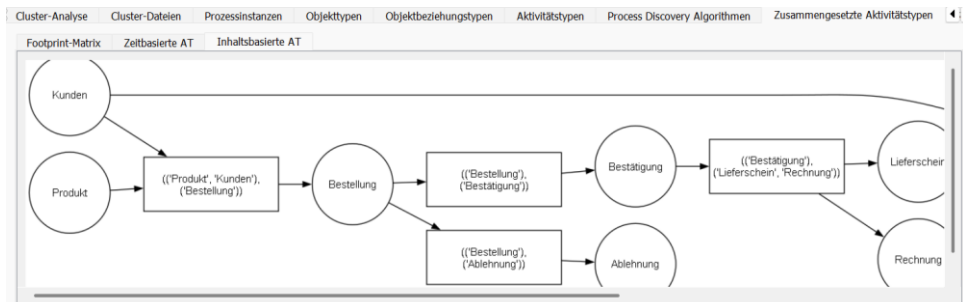 Cluster-Analyse Cluster-Dateien Prozessinstanzen Objekttypen Objektbeziehungstypen Aktivitätstypen Process Discovery Algorithmen Zusammengesetzte Aktivitätstypen
Footprint-Matrix Zeitbasierte AT Inhaltsbasierte AT
Kunden
Produkt
(('Produkt', 'Kunden'),
('Bestellung'))
Bestellung
(('Bestellung'),
('Bestätigung'))
(('Bestellung'),
('Ablehnung'))
Bestätigung
Ablehnung
(('Bestätigung'),
('Lieferschein', 'Rechnung'))
Lieferschein
Rechnung